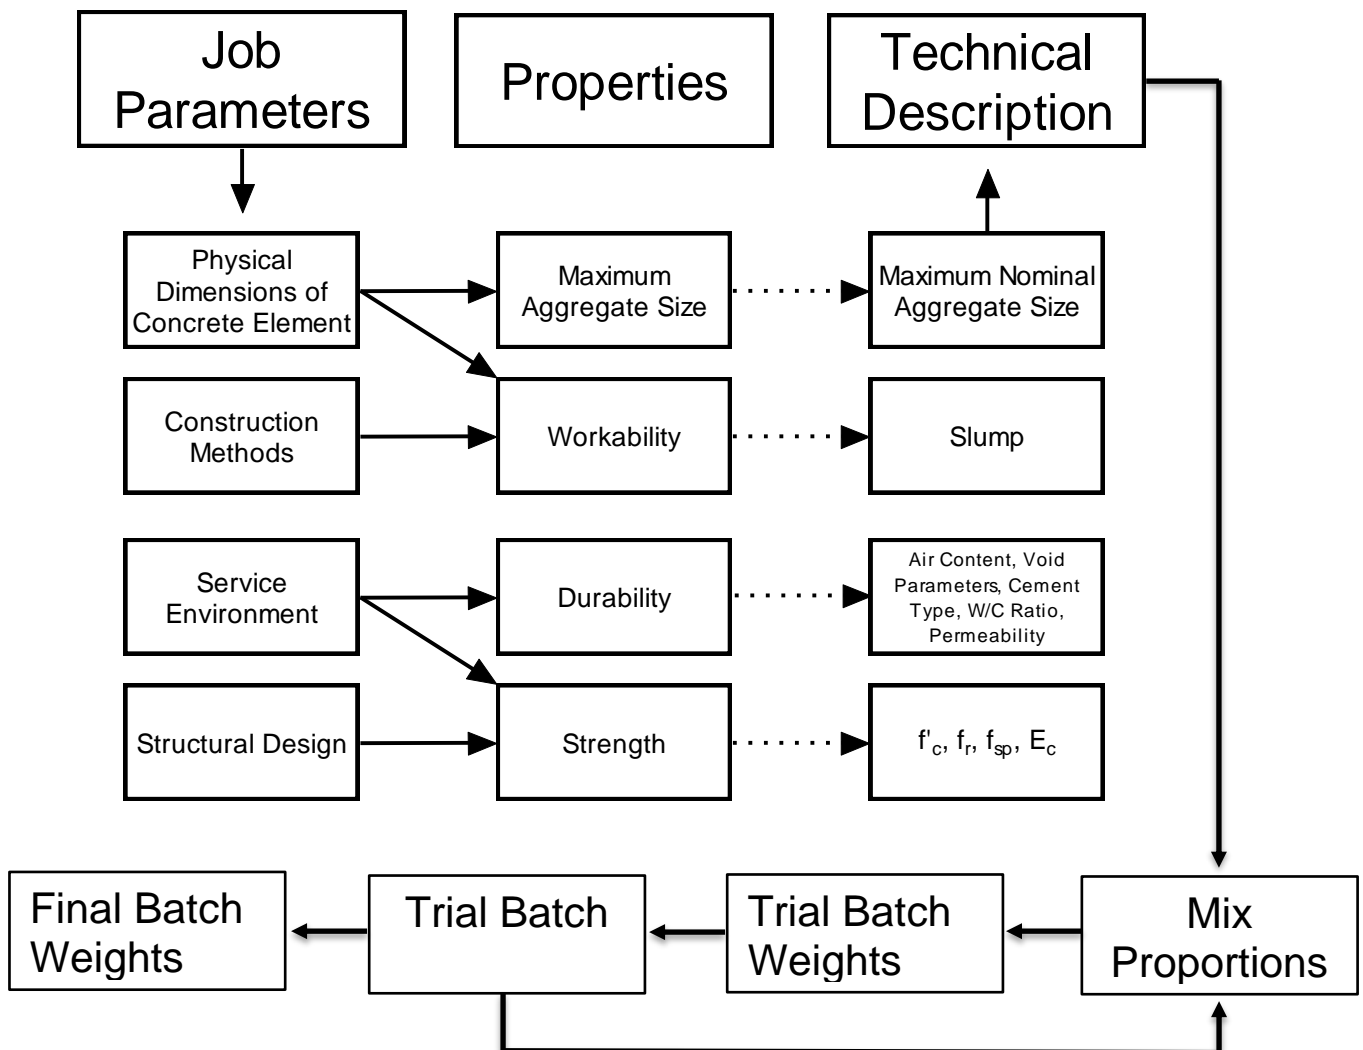 Job
Parameters
Properties
Technical
Description
Physical
Dimensions of
Concrete Element
Maximum
Aggregate Size
Maximum Nominal
Aggregate Size
Construction
Methods
Workability
Slump
Service
Environment
Durability
Air Content, Void
Parameters, Cement
Type, W/C Ratio,
Permeability
Structural Design
Strength
f'c, fr, fsp, Ec
Final Batch
Weights
Trial Batch
Trial Batch
Weights
Mix
Proportions